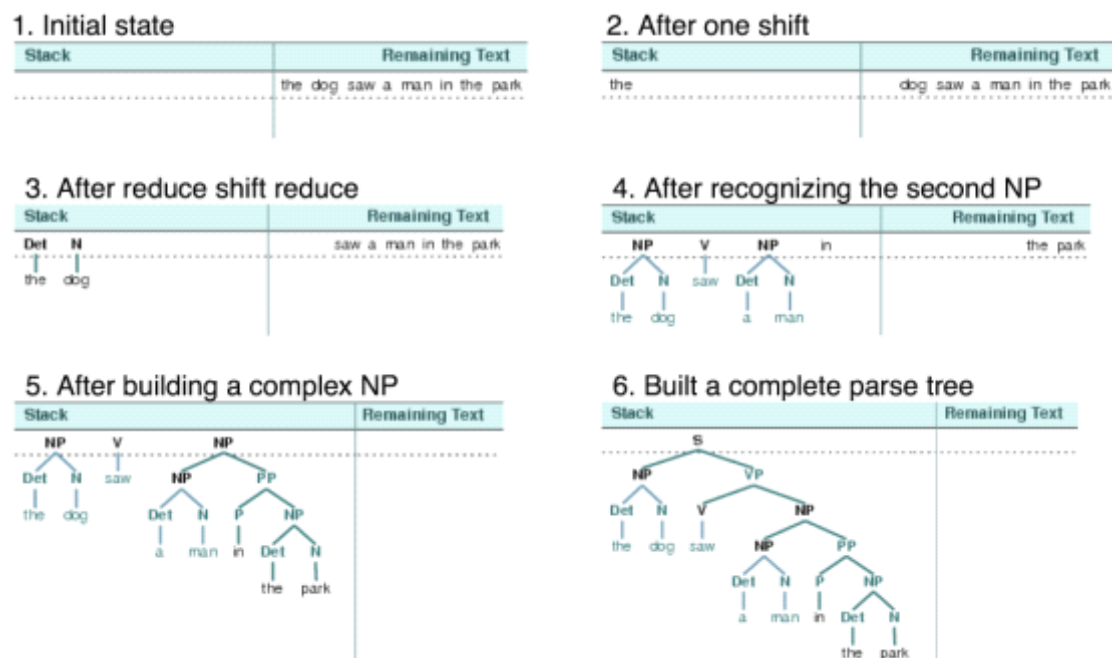 1. Initial state
Stack Remaining Text
the dog saw a man in the park
2. After one shift
Stack Remaining Text
the dog saw a man in the park
3. After reduce shift reduce
Stack Remaining Text
Det N saw a man in the park
the dog
4. After recognizing the second NP
Stack Remaining Text
NP V NP in the park
Det N saw Det N
the dog a man
5. After building a complex NP
Stack Remaining Text
NP V NP
Det N saw NP PP
the dog Det N P NP
a man in Det N
the park
6. Built a complete parse tree
Stack Remaining Text
S
NP VP
Det N V NP
the dog saw NP PP
Det N P NP
a man in Det N
the park